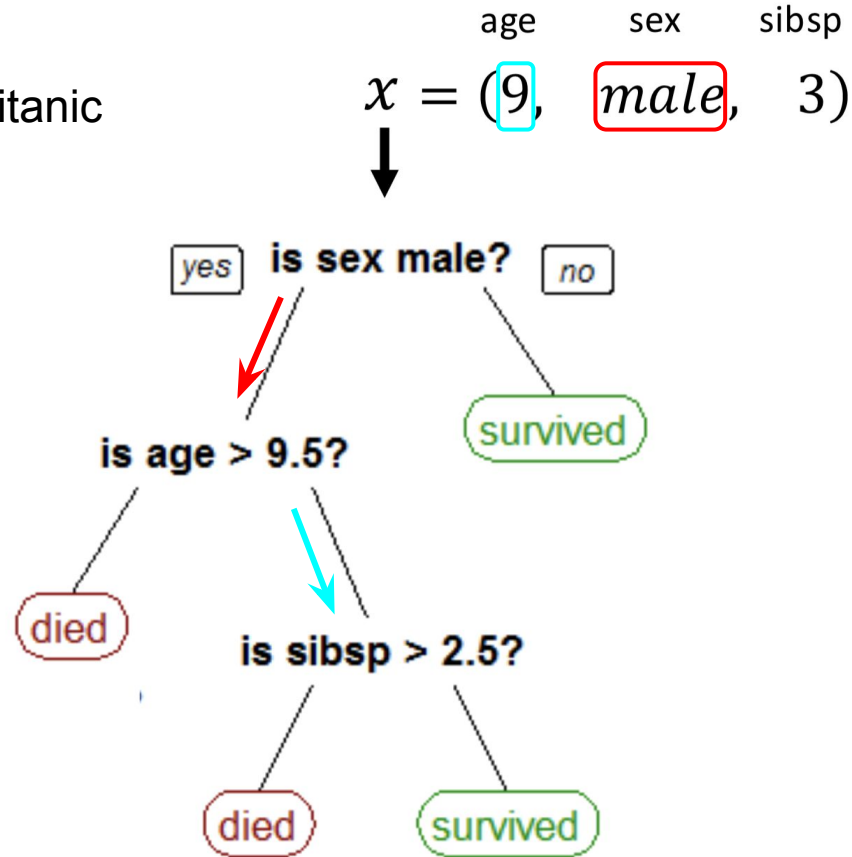 age sex sibsp
itanic
x = (9, male, 3)
yes is sex male? no
survived
is age > 9.5?
died
is sibsp > 2.5?
died survived